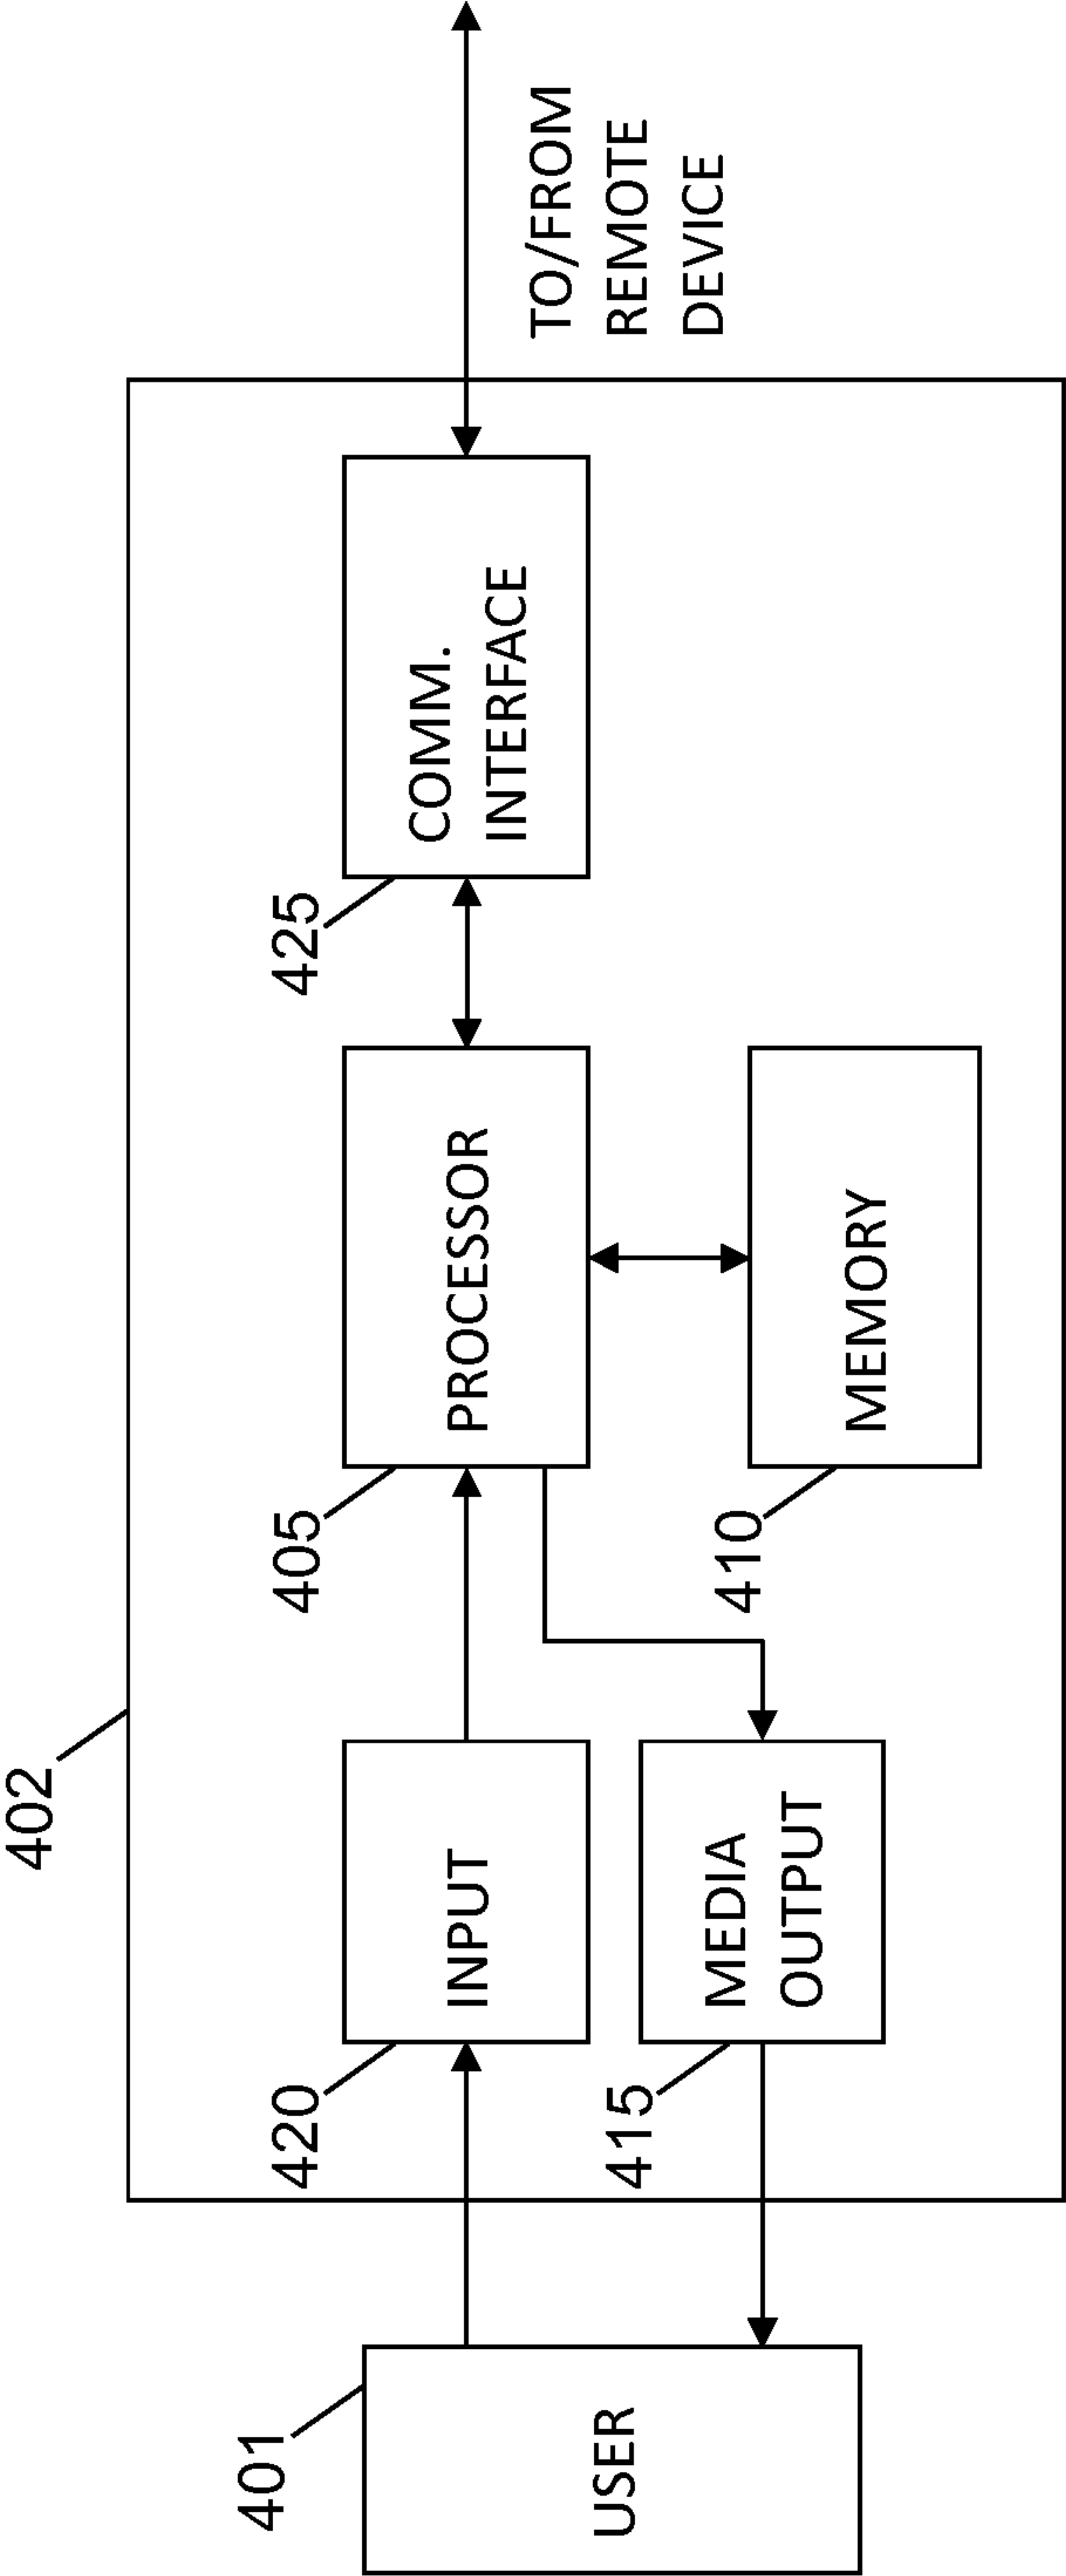 402
401
USER
420
INPUT
415
MEDIA
OUTPUT
405
PROCESSOR
410
MEMORY
425
COMM.
INTERFACE
TO/FROM
REMOTE
DEVICE